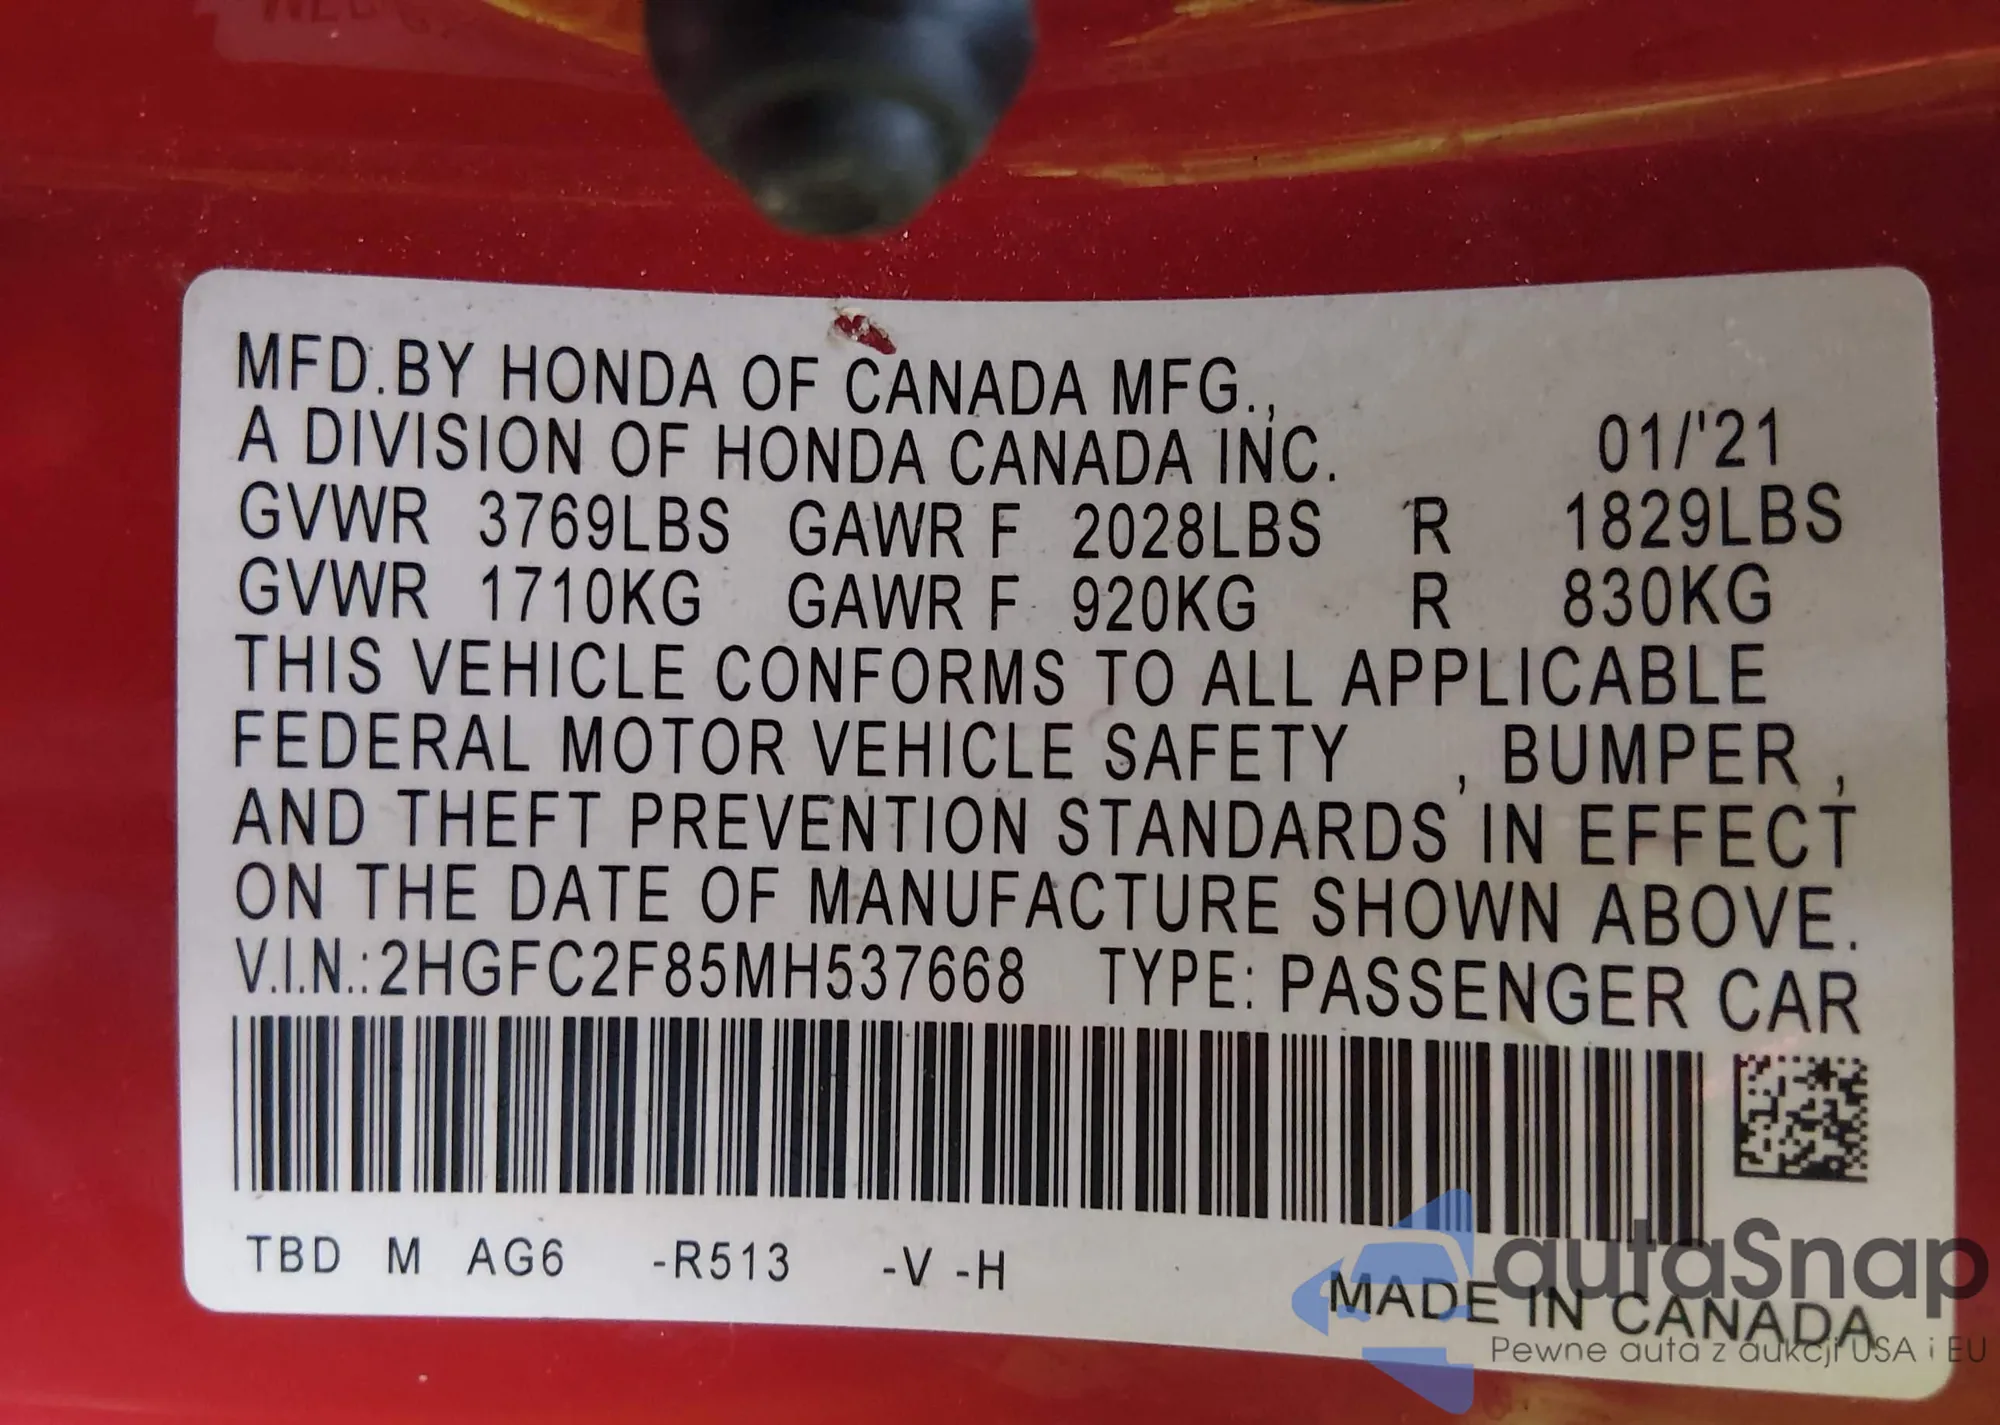 MFD.BY HONDA OF CANADA MFG.,
A DIVISION OF HONDA CANADA INC. 01/'21
GVWR 3769LBS GAWR F 2028LBS R 1829LBS
GVWR 1710KG GAWR F 920KG R 830KG
THIS VEHICLE CONFORMS TO ALL APPLICABLE
FEDERAL MOTOR VEHICLE SAFETY , BUMPER ,
AND THEFT PREVENTION STANDARDS IN EFFECT
ON THE DATE OF MANUFACTURE SHOWN ABOVE.
V.I.N.:2HGFC2F85MH537668 TYPE: PASSENGER CAR
TBD M AG6 -R513 -V -H
MADE IN CANADA
autaSnap
Pewne auta z aukcji USA i EU